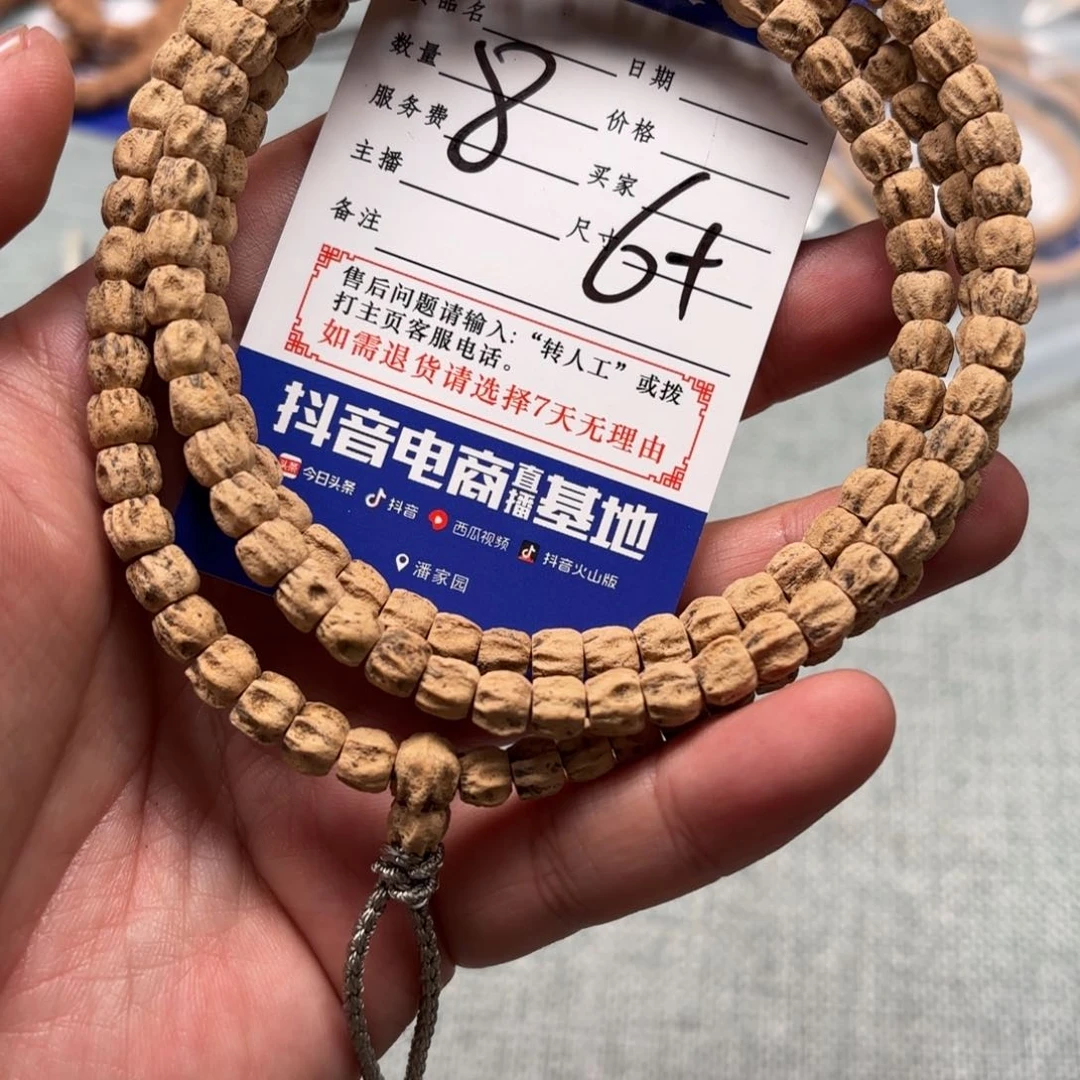 品名
数量 日期
8
服务费 价格
主播 买家
6+
备注 尺寸
售后问题请输入：“转人工”或拨
打主页客服电话。
如需退货请选择7天无理由
抖音电商直播基地
头条 今日头条 抖音 西瓜视频 抖音火山版
潘家园